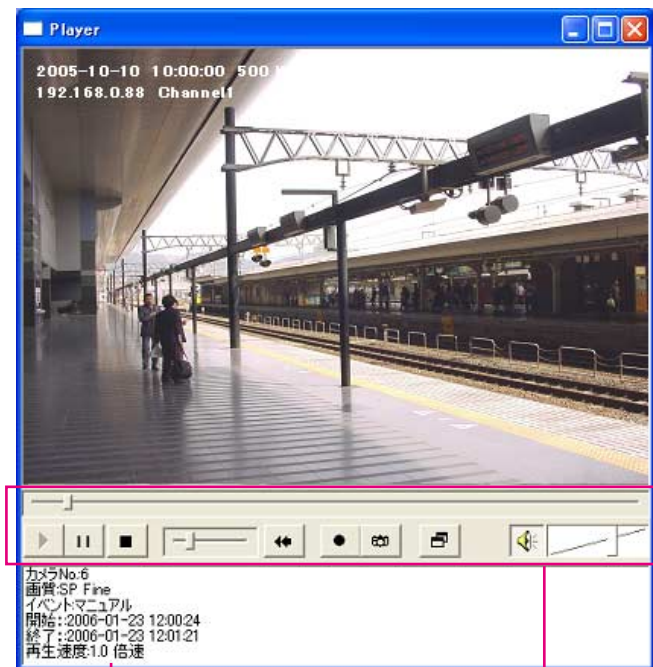 Player
2005-10-10 10:00:00 500
192.168.0.88 Channel1
カメラNo.:6
画質:SP Fine
イベント:マニュアル
開始::2006-01-23 12:00:24
終了::2006-01-23 12:01:21
再生速度:1.0 倍速